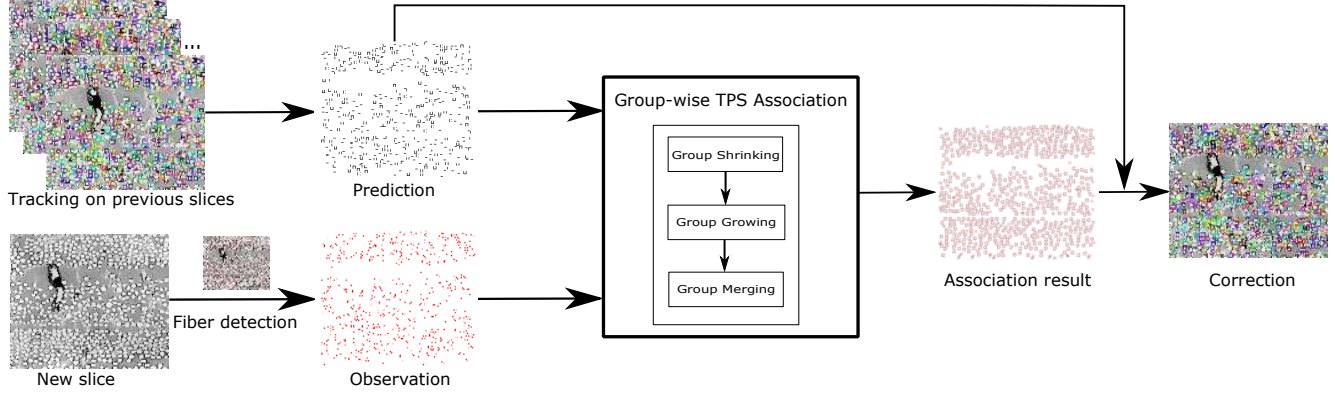 ...
Tracking on previous slices
Prediction
Group-wise TPS Association
Group Shrinking
Group Growing
Group Merging
Association result
Correction
Fiber detection
New slice
Observation